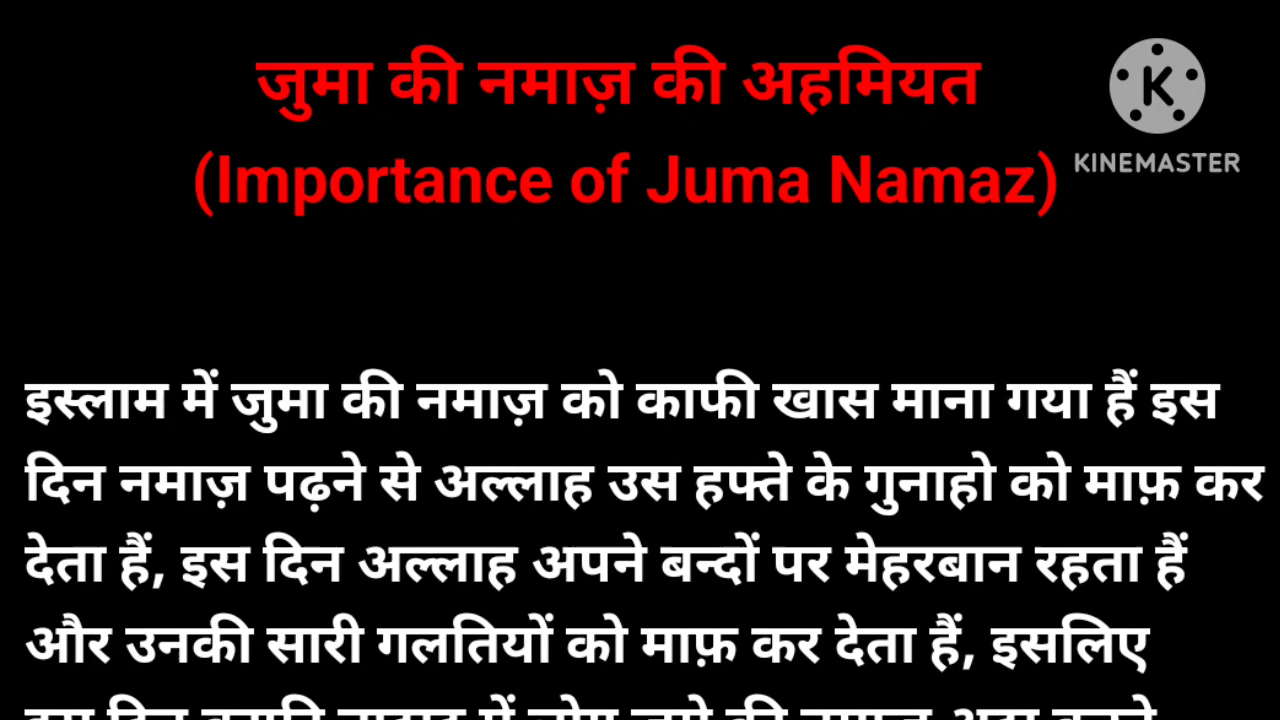 जुमा की नमाज़ की अहमियत
(Importance of Juma Namaz)
K
KINEMASTER
इस्लाम में जुमा की नमाज़ को काफी खास माना गया हैं इस
दिन नमाज़ पढ़ने से अल्लाह उस हफ्ते के गुनाहो को माफ़ कर
देता हैं, इस दिन अल्लाह अपने बन्दों पर मेहरबान रहता हैं
और उनकी सारी गलतियों को माफ़ कर देता हैं, इसलिए